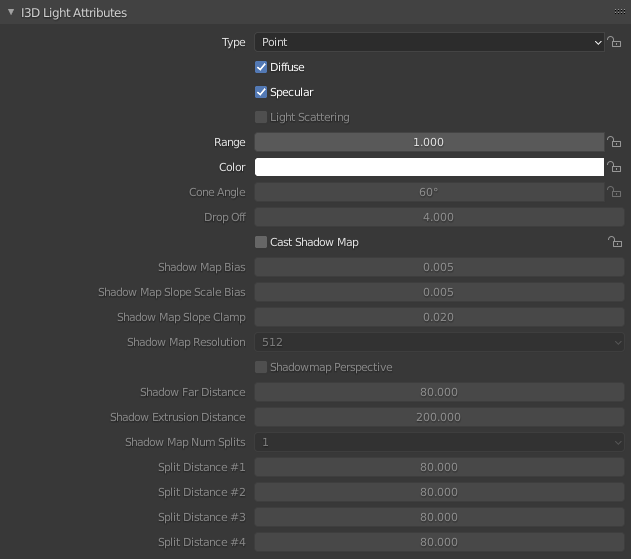 I3D Light Attributes
Type Point
Diffuse
Specular
Light Scattering
Range 1.000
Color
Cone Angle 60°
Drop Off 4.000
Cast Shadow Map
Shadow Map Bias 0.005
Shadow Map Slope Scale Bias 0.005
Shadow Map Slope Clamp 0.020
Shadow Map Resolution 512
Shadowmap Perspective
Shadow Far Distance 80.000
Shadow Extrusion Distance 200.000
Shadow Map Num Splits 1
Split Distance #1 80.000
Split Distance #2 80.000
Split Distance #3 80.000
Split Distance #4 80.000